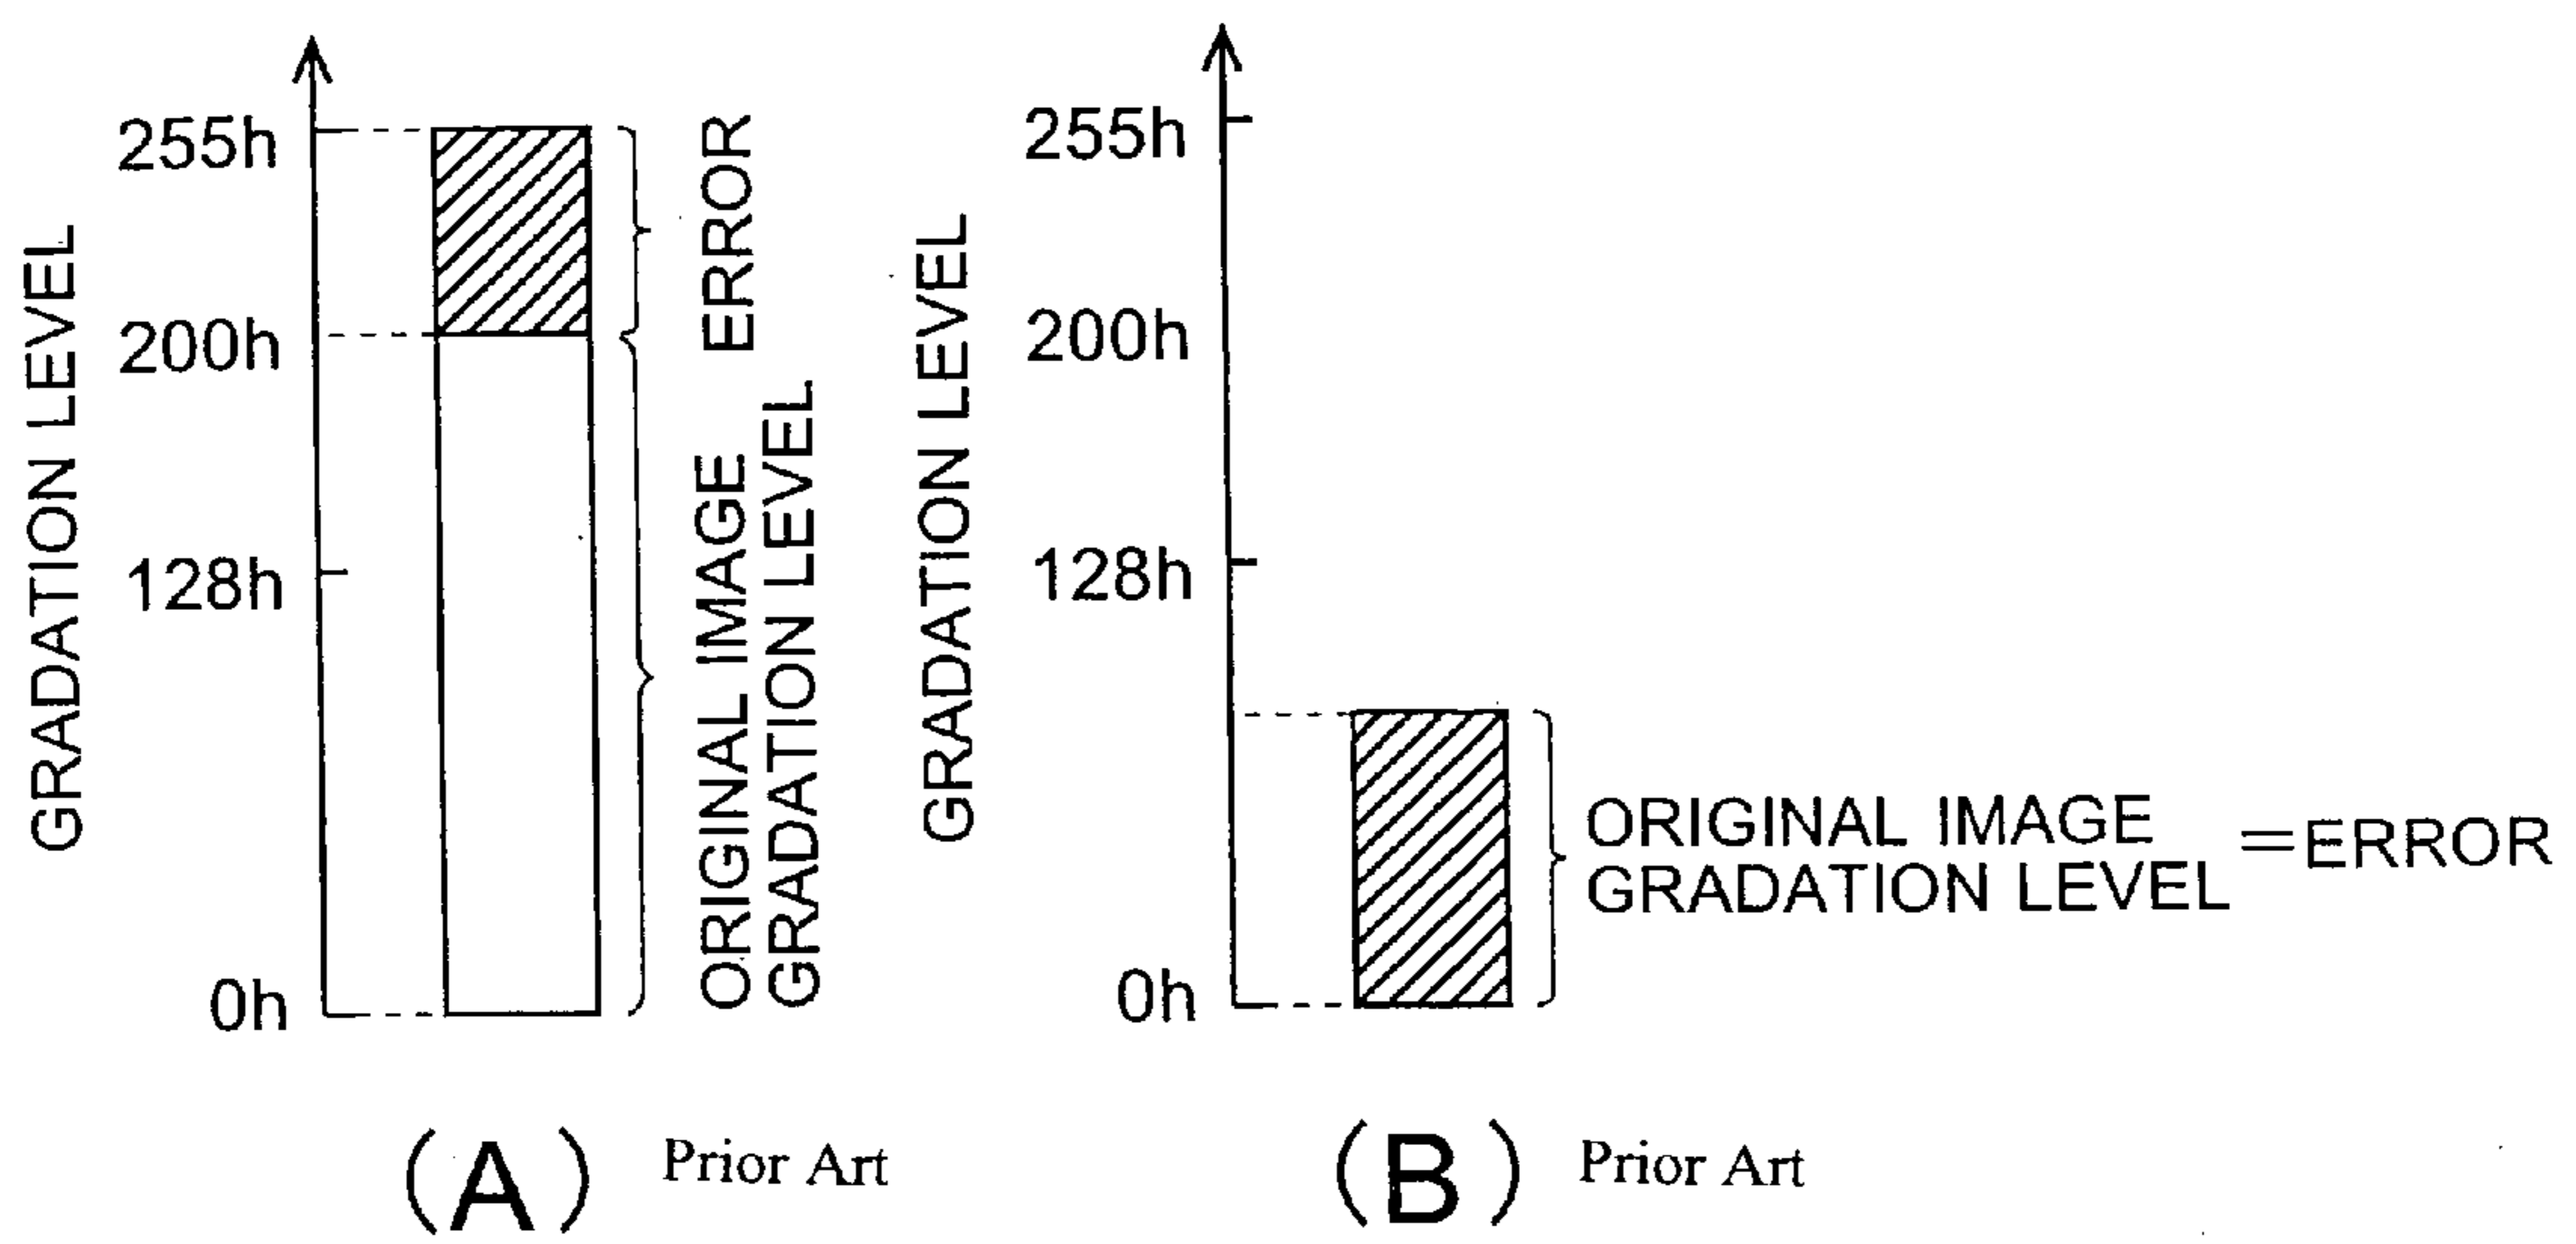 GRADATION LEVEL
255h
200h
128h
0h
ERROR
ORIGINAL IMAGE
GRADATION LEVEL
(A) Prior Art
GRADATION LEVEL
255h
200h
128h
0h
ORIGINAL IMAGE
GRADATION LEVEL
=ERROR
(B) Prior Art